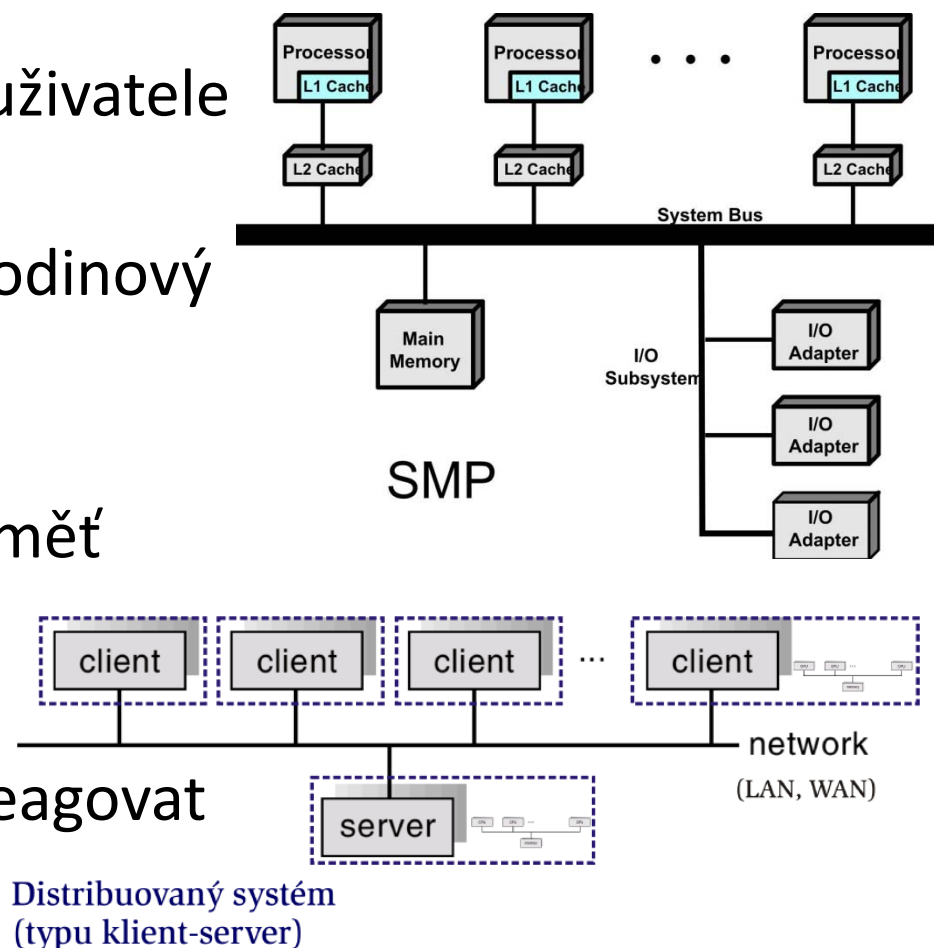 uživatele
odinový
měť
eagovat
Processor
L1 Cache
L2 Cache
Processor
L1 Cache
L2 Cache
• • •
Processor
L1 Cache
L2 Cache
System Bus
Main
Memory
I/O
Subsystem
I/O
Adapter
I/O
Adapter
I/O
Adapter
SMP
client
client
client
...
client
network
(LAN, WAN)
server
Distribuovaný systém
(typu klient-server)